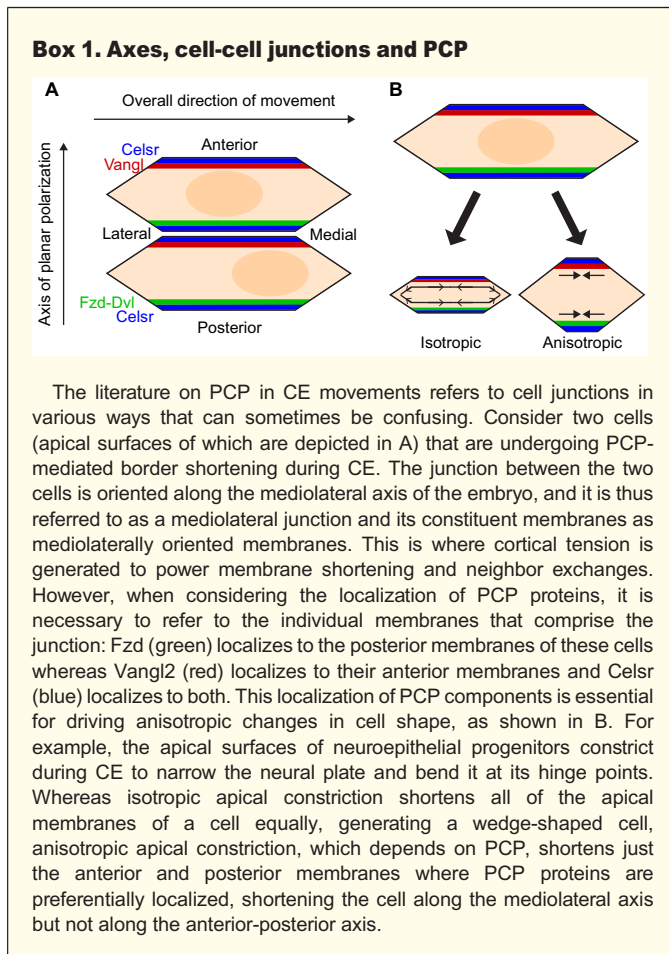 Box 1. Axes, cell-cell junctions and PCP
A
Overall direction of movement
B
Axis of planar polarization
Celsr
Vangl
Anterior
Lateral
Medial
Fzd-Dvl
Celsr
Posterior
Isotropic
Anisotropic
The literature on PCP in CE movements refers to cell junctions in
various ways that can sometimes be confusing. Consider two cells
(apical surfaces of which are depicted in A) that are undergoing PCP-
mediated border shortening during CE. The junction between the two
cells is oriented along the mediolateral axis of the embryo, and it is thus
referred to as a mediolateral junction and its constituent membranes as
mediolaterally oriented membranes. This is where cortical tension is
generated to power membrane shortening and neighbor exchanges.
However, when considering the localization of PCP proteins, it is
necessary to refer to the individual membranes that comprise the
junction: Fzd (green) localizes to the posterior membranes of these cells
whereas Vangl2 (red) localizes to their anterior membranes and Celsr
(blue) localizes to both. This localization of PCP components is essential
for driving anisotropic changes in cell shape, as shown in B. For
example, the apical surfaces of neuroepithelial progenitors constrict
during CE to narrow the neural plate and bend it at its hinge points.
Whereas isotropic apical constriction shortens all of the apical
membranes of a cell equally, generating a wedge-shaped cell,
anisotropic apical constriction, which depends on PCP, shortens just
the anterior and posterior membranes where PCP proteins are
preferentially localized, shortening the cell along the mediolateral axis
but not along the anterior-posterior axis.